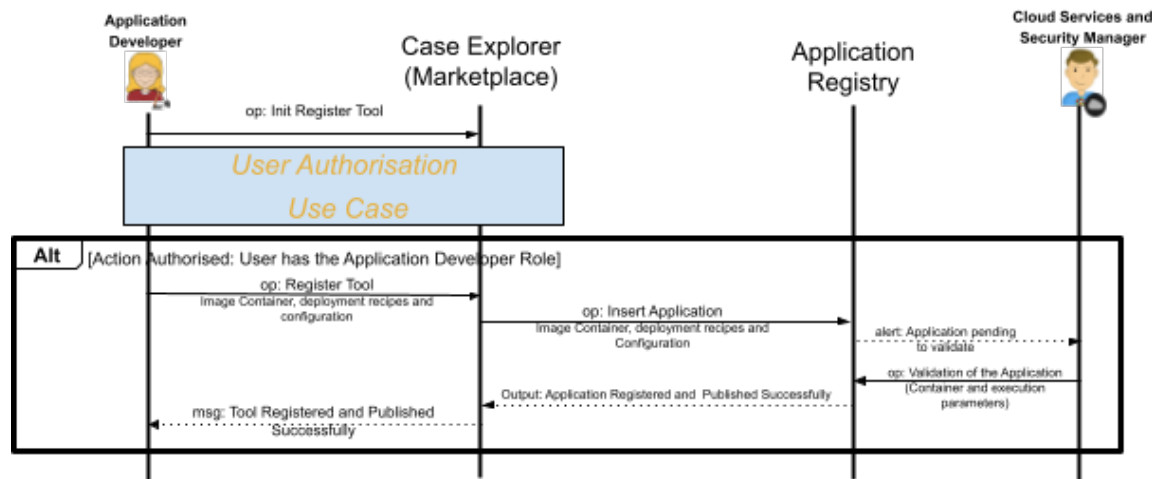 Application
Developer
Case Explorer
(Marketplace)
Application
Registry
Cloud Services and
Security Manager
op: Init Register Tool
User Authorisation
Use Case
Alt
[Action Authorised: User has the Application Developer Role]
op: Register Tool
Image Container, deployment recipes and
configuration
op: Insert Application
Image Container, deployment recipes and
Configuration
alert: Application pending
to validate
op: Validation of the Application
(Container and execution
parameters)
Output: Application Registered and Published Successfully
msg: Tool Registered and Published
Successfully